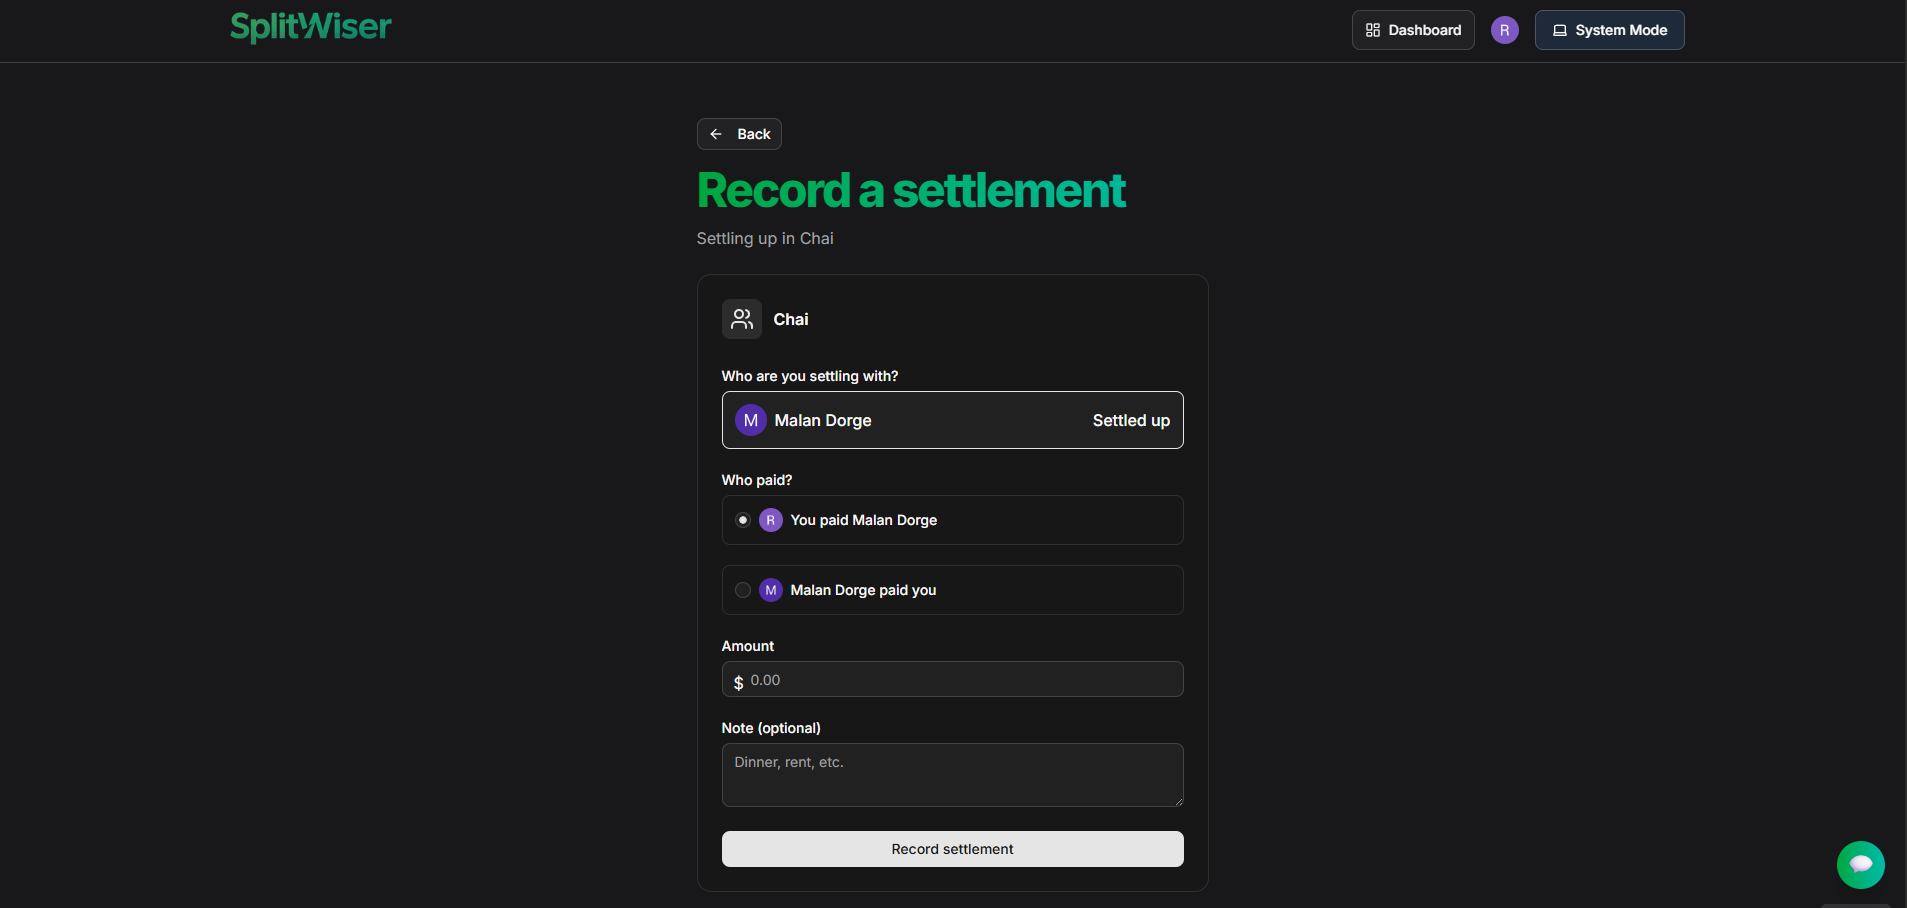 SplitWiser
Dashboard
R
System Mode
Back
Record a settlement
Settling up in Chai
Chai
Who are you settling with?
M Malan Dorge Settled up
Who paid?
R You paid Malan Dorge
M Malan Dorge paid you
Amount
$ 0.00
Note (optional)
Dinner, rent, etc.
Record settlement